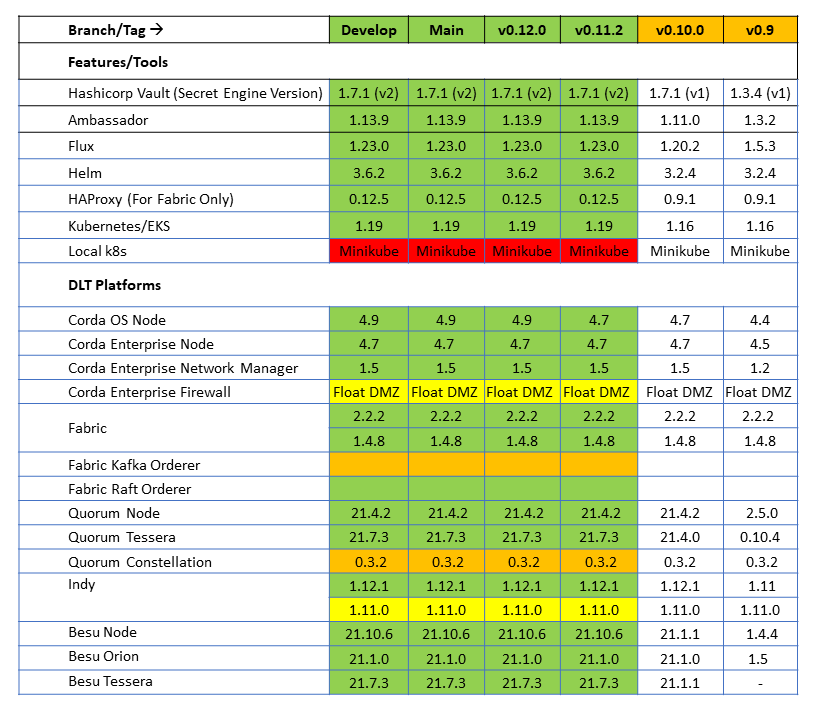 Branch/Tag → Develop Main v0.12.0 v0.11.2 v0.10.0 v0.9
Features/Tools
Hashicorp Vault (Secret Engine Version) 1.7.1 (v2) 1.7.1 (v2) 1.7.1 (v2) 1.7.1 (v2) 1.7.1 (v1) 1.3.4 (v1)
Ambassador 1.13.9 1.13.9 1.13.9 1.13.9 1.11.0 1.3.2
Flux 1.23.0 1.23.0 1.23.0 1.23.0 1.20.2 1.5.3
Helm 3.6.2 3.6.2 3.6.2 3.6.2 3.2.4 3.2.4
HAProxy (For Fabric Only) 0.12.5 0.12.5 0.12.5 0.12.5 0.9.1 0.9.1
Kubernetes/EKS 1.19 1.19 1.19 1.19 1.16 1.16
Local k8s Minikube Minikube Minikube Minikube Minikube Minikube
DLT Platforms
Corda OS Node 4.9 4.9 4.9 4.7 4.7 4.4
Corda Enterprise Node 4.7 4.7 4.7 4.7 4.7 4.5
Corda Enterprise Network Manager 1.5 1.5 1.5 1.5 1.5 1.2
Corda Enterprise Firewall Float DMZ Float DMZ Float DMZ Float DMZ Float DMZ Float DMZ
Fabric 2.2.2 2.2.2 2.2.2 2.2.2 2.2.2 2.2.2
1.4.8 1.4.8 1.4.8 1.4.8 1.4.8 1.4.8
Fabric Kafka Orderer
Fabric Raft Orderer
Quorum Node 21.4.2 21.4.2 21.4.2 21.4.2 21.4.2 2.5.0
Quorum Tessera 21.7.3 21.7.3 21.7.3 21.7.3 21.4.0 0.10.4
Quorum Constellation 0.3.2 0.3.2 0.3.2 0.3.2 0.3.2 0.3.2
Indy 1.12.1 1.12.1 1.12.1 1.12.1 1.12.1 1.11
1.11.0 1.11.0 1.11.0 1.11.0 1.11.0 1.11.0
Besu Node 21.10.6 21.10.6 21.10.6 21.10.6 21.1.1 1.4.4
Besu Orion 21.1.0 21.1.0 21.1.0 21.1.0 21.1.0 1.5
Besu Tessera 21.7.3 21.7.3 21.7.3 21.7.3 21.1.1 -